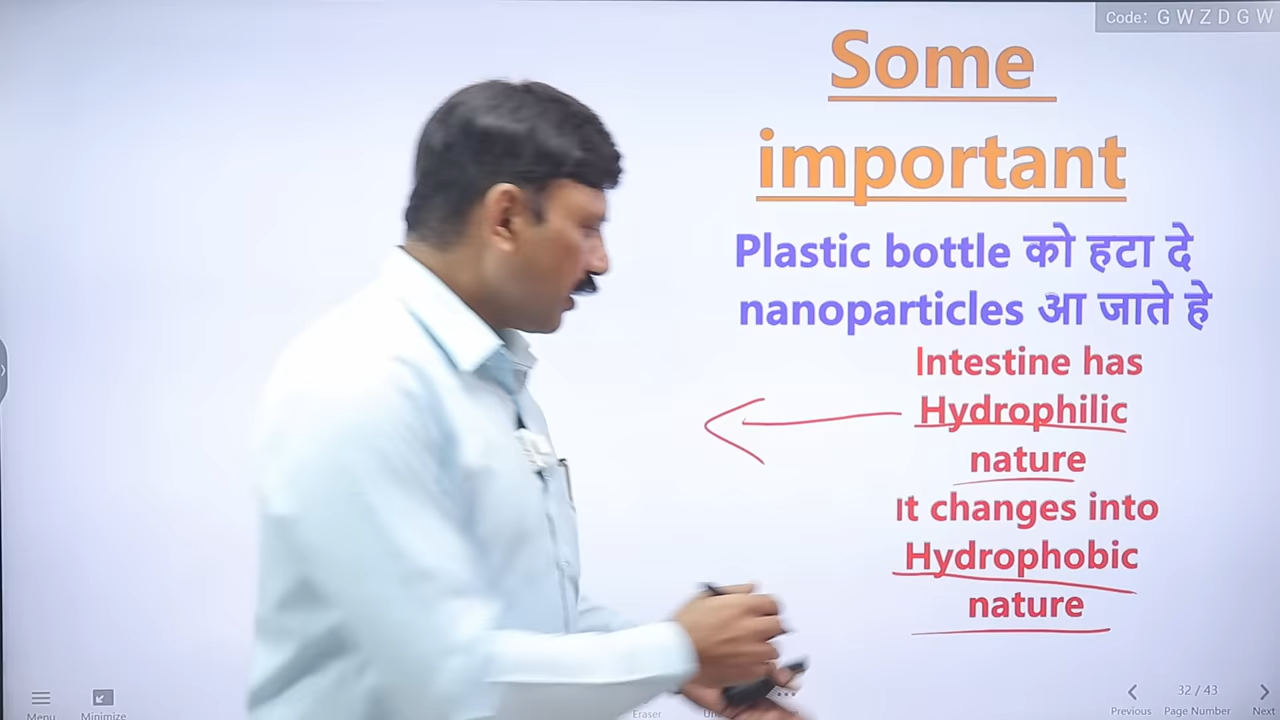 Code: G W Z D G W
Some
important
Plastic bottle को हटा दे
nanoparticles आ जाते हे
Intestine has
Hydrophilic
nature
It changes into
Hydrophobic
nature
32 / 43
Menu
Minimize
Eraser
Previous
Page Number
Next